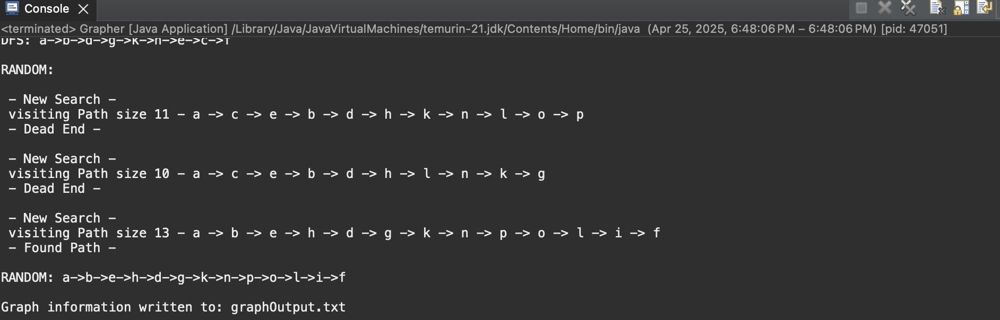 Console
<terminated> Grapher [Java Application] /Library/Java/JavaVirtualMachines/temurin-21.jdk/Contents/Home/bin/java (Apr 25, 2025, 6:48:06 PM – 6:48:06 PM) [pid: 47051]
DFS: a->b->d->g->k->h->e->c->f
RANDOM:
- New Search -
visiting Path size 11 - a -> c -> e -> b -> d -> h -> k -> n -> l -> o -> p
- Dead End -
- New Search -
visiting Path size 10 - a -> c -> e -> b -> d -> h -> l -> n -> k -> g
- Dead End -
- New Search -
visiting Path size 13 - a -> b -> e -> h -> d -> g -> k -> n -> p -> o -> l -> i -> f
- Found Path -
RANDOM: a->b->e->h->d->g->k->n->p->o->l->i->f
Graph information written to: graphOutput.txt